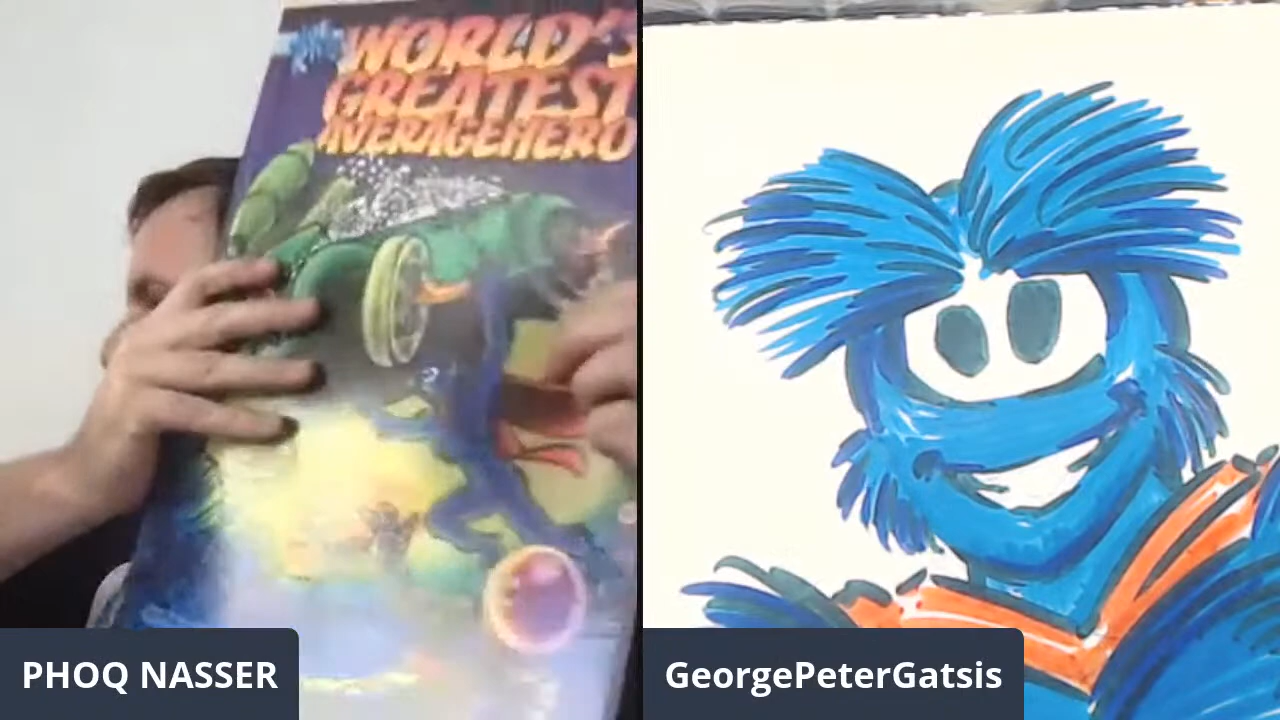 WORLD'S
GREATEST
AVERAGEHERO
PHOQ NASSER
GeorgePeterGatsis